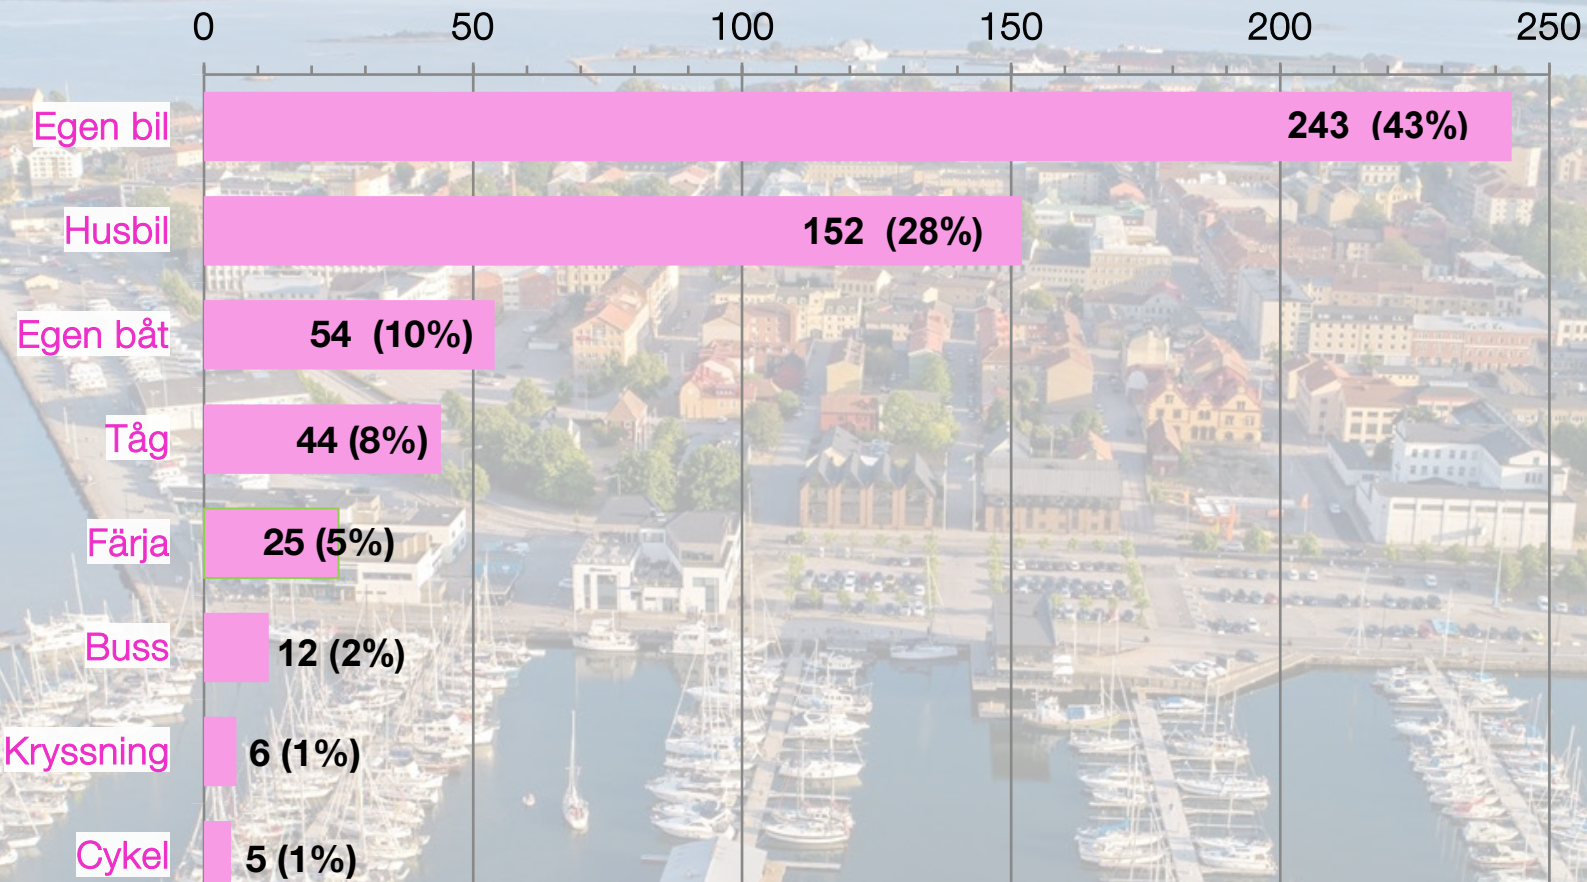 0 50 100 150 200 250
Egen bil 243 (43%)
Husbil 152 (28%)
Egen båt 54 (10%)
Tåg 44 (8%)
Färja 25 (5%)
Buss 12 (2%)
Kryssning 6 (1%)
Cykel 5 (1%)